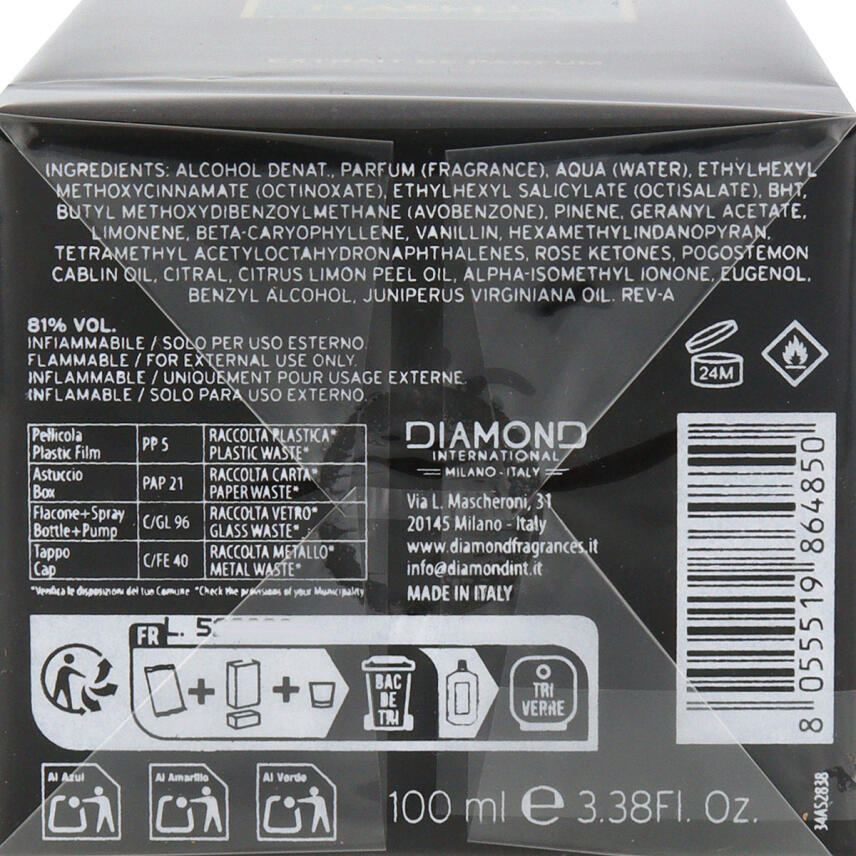 EXTRAIT DE PARFUM
INGREDIENTS: ALCOHOL DENAT., PARFUM (FRAGRANCE), AQUA (WATER), ETHYLHEXYL
METHOXYCINNAMATE (OCTINOXATE), ETHYLHEXYL SALICYLATE (OCTISALATE), BHT,
BUTYL METHOXYDIBENZOYLMETHANE (AVOBENZONE), PINENE, GERANYL ACETATE,
LIMONENE, BETA-CARYOPHYLLENE, VANILLIN, HEXAMETHYLINDANOPYRAN,
TETRAMETHYL ACETYLOCTAHYDRONAPHTHALENES, ROSE KETONES, POGOSTEMON
CABLIN OIL, CITRAL, CITRUS LIMON PEEL OIL, ALPHA-ISOMETHYL IONONE, EUGENOL,
BENZYL ALCOHOL, JUNIPERUS VIRGINIANA OIL. REV-A
81% VOL.
INFIAMMABILE / SOLO PER USO ESTERNO.
FLAMMABLE / FOR EXTERNAL USE ONLY.
INFLAMMABLE / UNIQUEMENT POUR USAGE EXTERNE.
INFLAMABLE / SOLO PARA USO EXTERNO.
24M
Pellicola
Plastic Film
PP 5
RACCOLTA PLASTICA*
PLASTIC WASTE*
Astuccio
Box
PAP 21
RACCOLTA CARTA*
PAPER WASTE*
Flacone+Spray
Bottle+Pump
C/GL 96
RACCOLTA VETRO*
GLASS WASTE*
Tappo
Cap
C/FE 40
RACCOLTA METALLO*
METAL WASTE*
*Verifica le disposizioni del tuo Comune *Check the provisions of your Municipality
DIAMOND
INTERNATIONAL
MILANO - ITALY
Via L. Mascheroni, 31
20145 Milano - Italy
www.diamondfragrances.it
info@diamondint.it
MADE IN ITALY
8 055519 864850
FR
L.
BAC
DE
TRI
TRI
VERRE
Al Azul
Al Amarillo
Al Verde
100 ml e 3.38Fl. Oz.
34AS2838